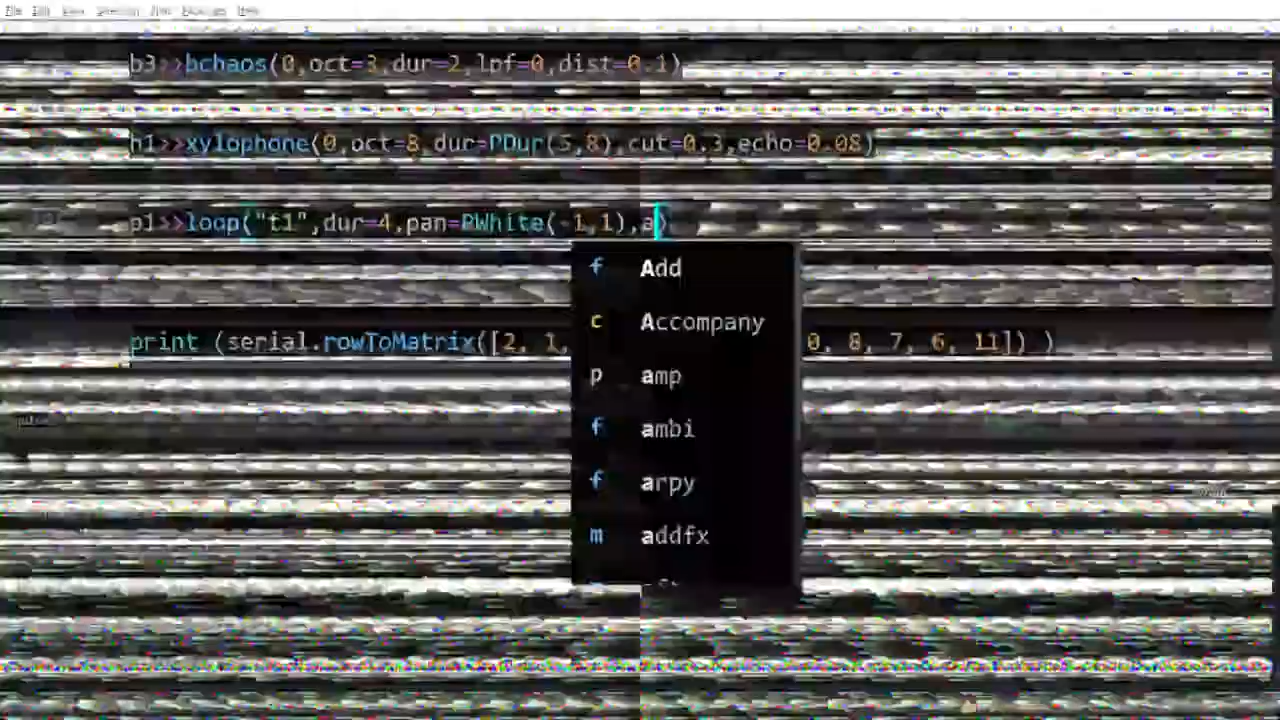 b3>>bchaos(0,oct=3,dur=2,lpf=0,dist=0.1)
h1>>xylophone(0,oct=8,dur=PDur(5,8),cut=0.3,echo=0.08)
p1>>loop("t1",dur=4,pan=PWhite(-1,1),a)
f Add
c Accompany
p amp
f ambi
f arpy
m addfx
print (serial.rowToMatrix([2, 1, 0, 8, 7, 6, 11]) )